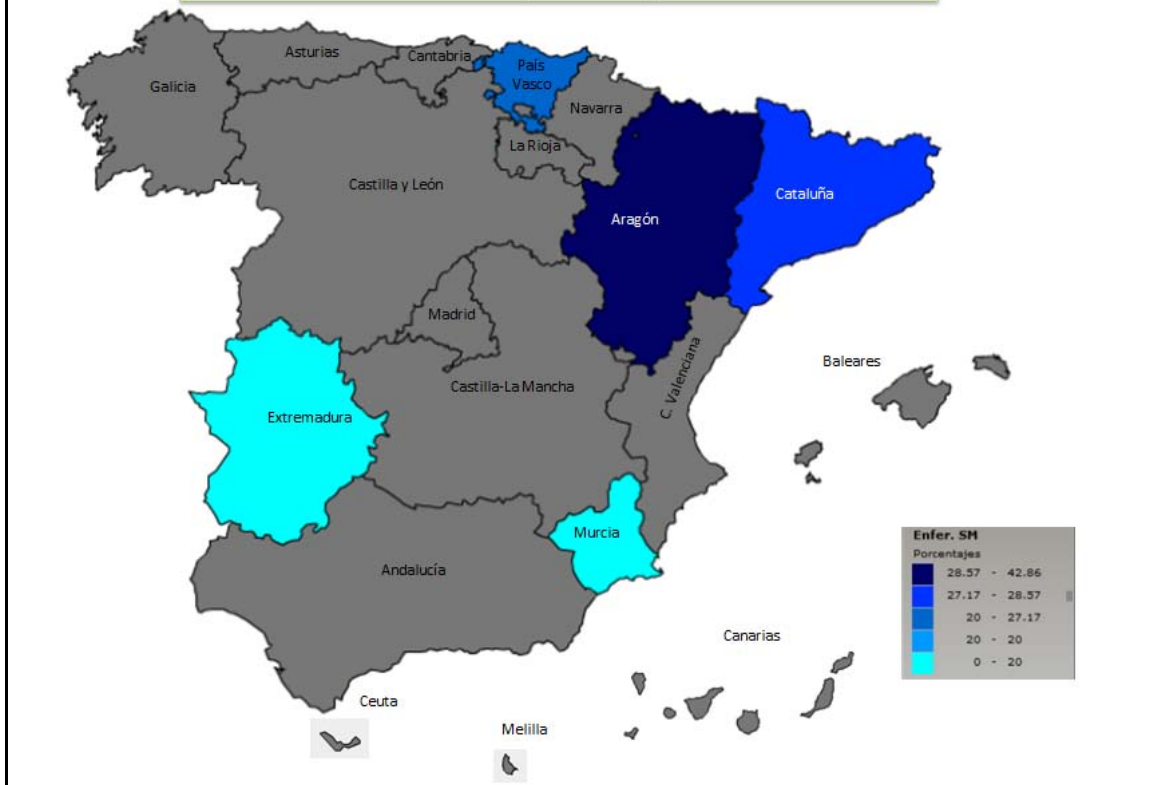 Asturias
Cantabria
País
Vasco
Galicia
Navarra
La Rioja
Castilla y León
Cataluña
Aragón
Madrid
C. Valenciana
Baleares
Castilla-La Mancha
Extremadura
Murcia
Enfer. SM
Porcentajes
28.57 - 42.86
27.17 - 28.57
20 - 27.17
20 - 20
0 - 20
Andalucía
Canarias
Ceuta
Melilla